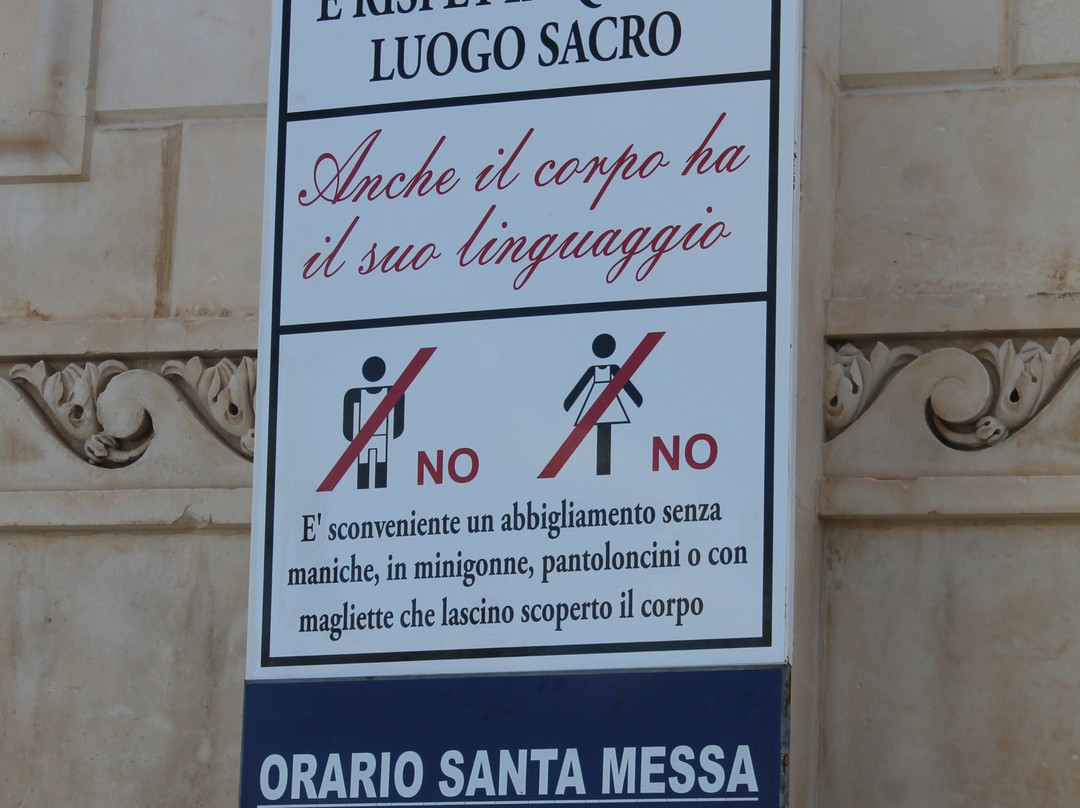 LUOGO SACRO
Anche il corpo ha
il suo linguaggio
NO NO
E' sconveniente un abbigliamento senza
maniche, in minigonne, pantoloncini o con
magliette che lascino scoperto il corpo
ORARIO SANTA MESSA